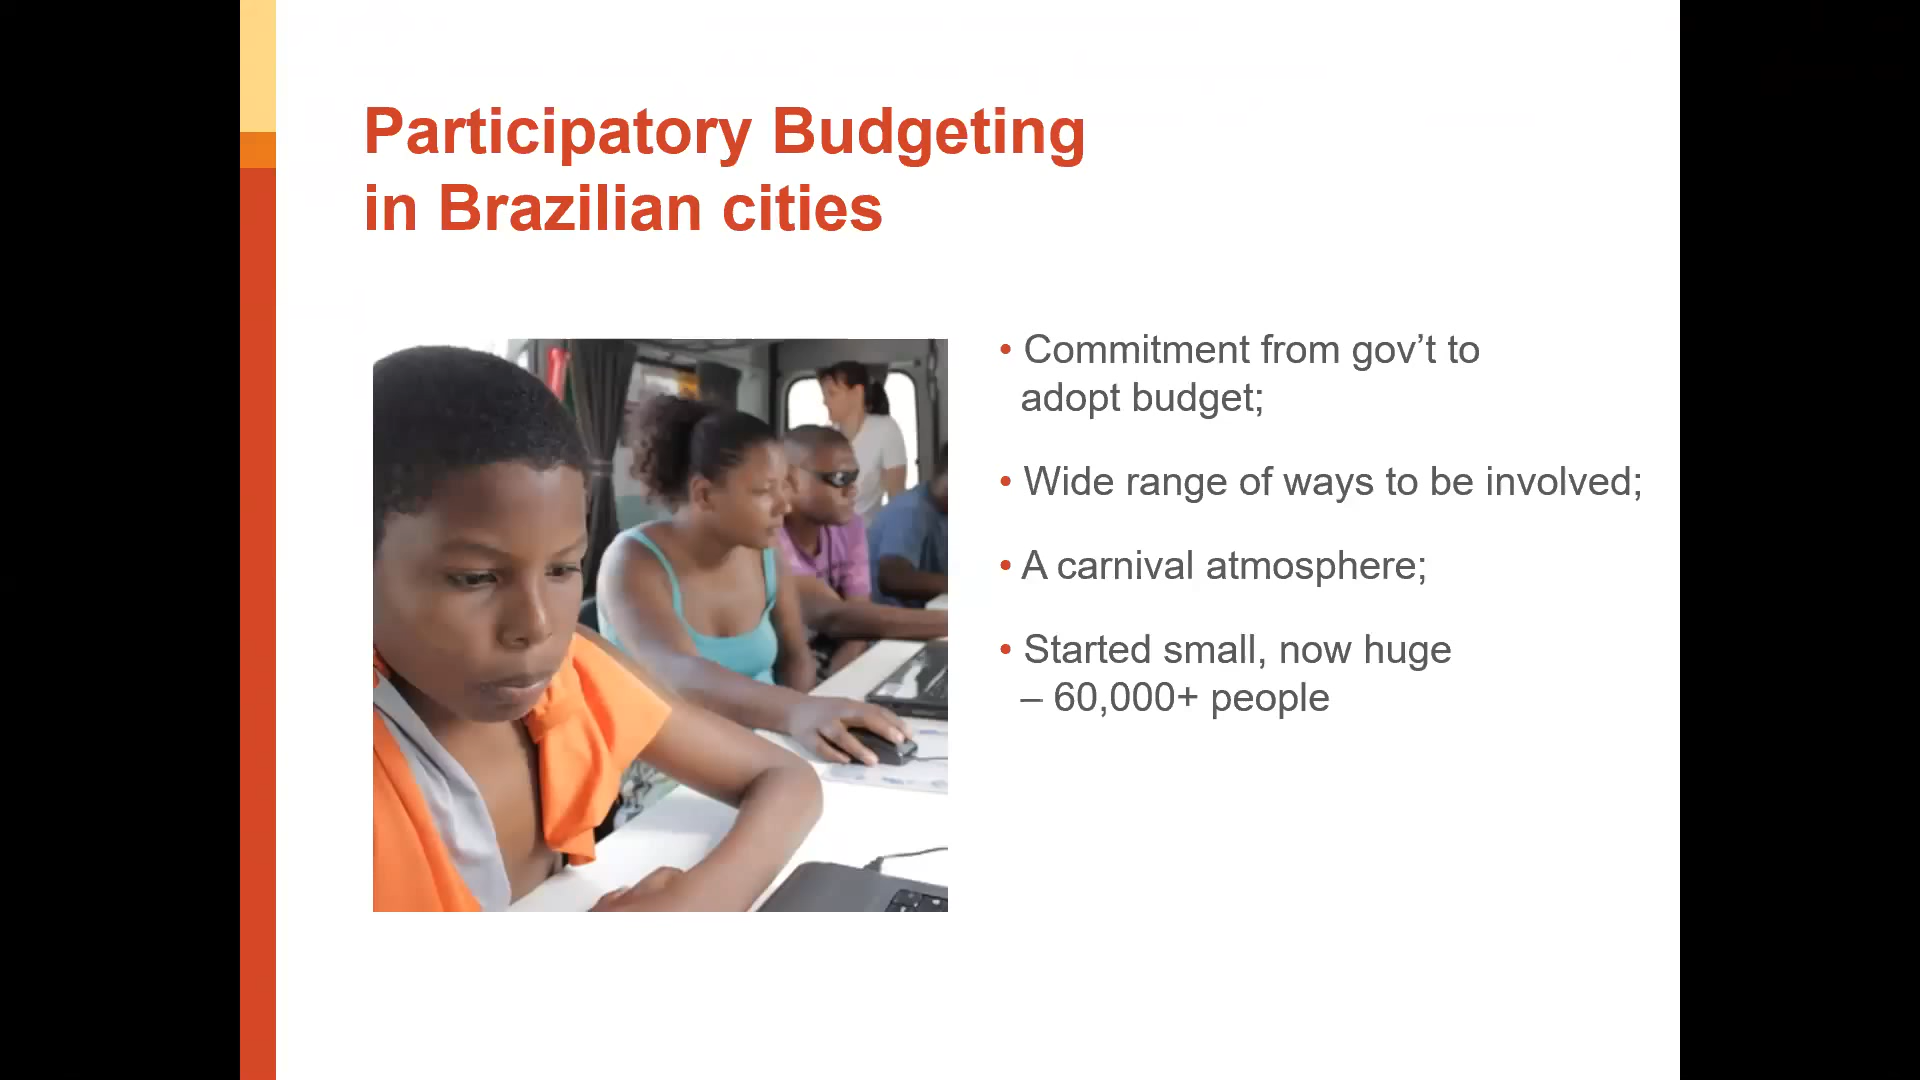 Participatory Budgeting
in Brazilian cities
• Commitment from gov’t to
adopt budget;
• Wide range of ways to be involved;
• A carnival atmosphere;
• Started small, now huge
– 60,000+ people